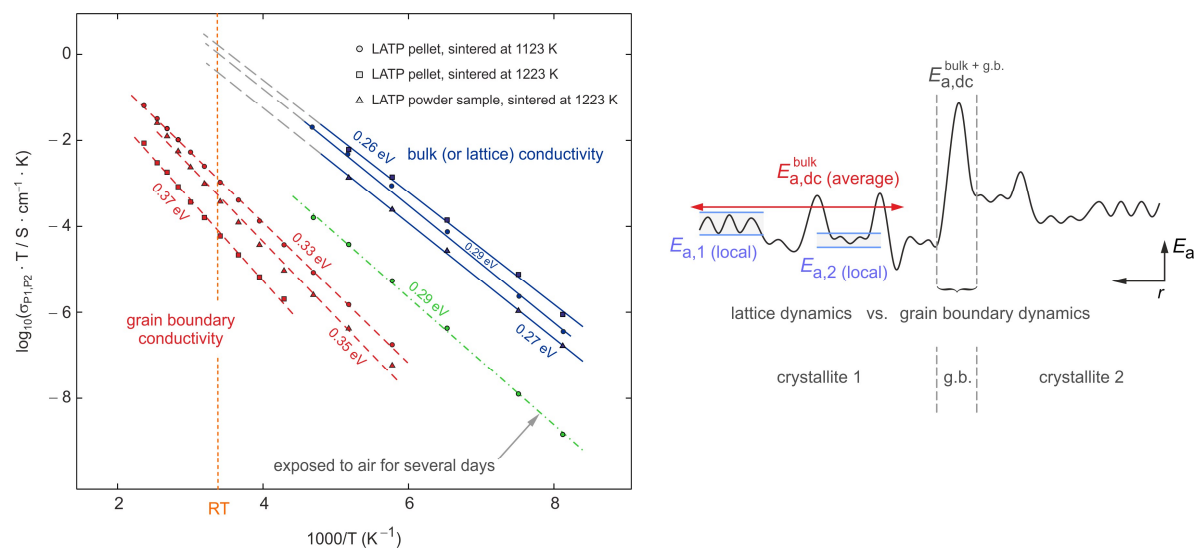 LATP pellet, sintered at 1123 K
LATP pellet, sintered at 1223 K
LATP powder sample, sintered at 1223 K
log₁₀(σP1,P2 · T / S · cm⁻¹ · K)
0
− 2
− 4
− 6
− 8
0.26 eV
bulk (or lattice) conductivity
0.29 eV
0.27 eV
0.37 eV
0.33 eV
0.35 eV
0.29 eV
grain boundary
conductivity
exposed to air for several days
2
4
6
8
RT
1000/T (K⁻¹)
Ea,dc bulk + g.b.
Ea,dc bulk (average)
Ea,1 (local)
Ea,2 (local)
Ea
r
lattice dynamics vs. grain boundary dynamics
crystallite 1
g.b.
crystallite 2